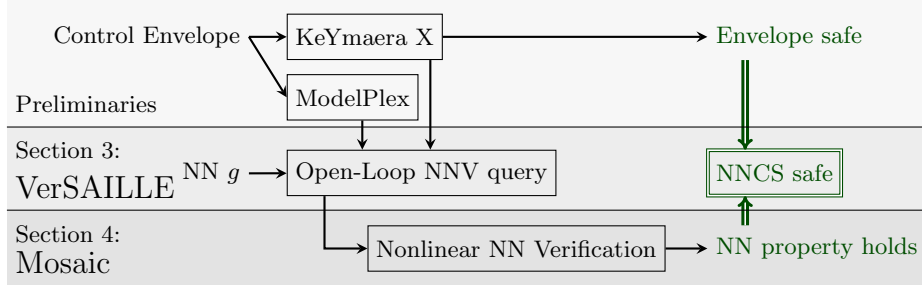 Control Envelope
KeYmaera X
Envelope safe
ModelPlex
Preliminaries
Section 3:
VerSAILLE
NN g
Open-Loop NNV query
NNCS safe
Section 4:
Mosaic
Nonlinear NN Verification
NN property holds